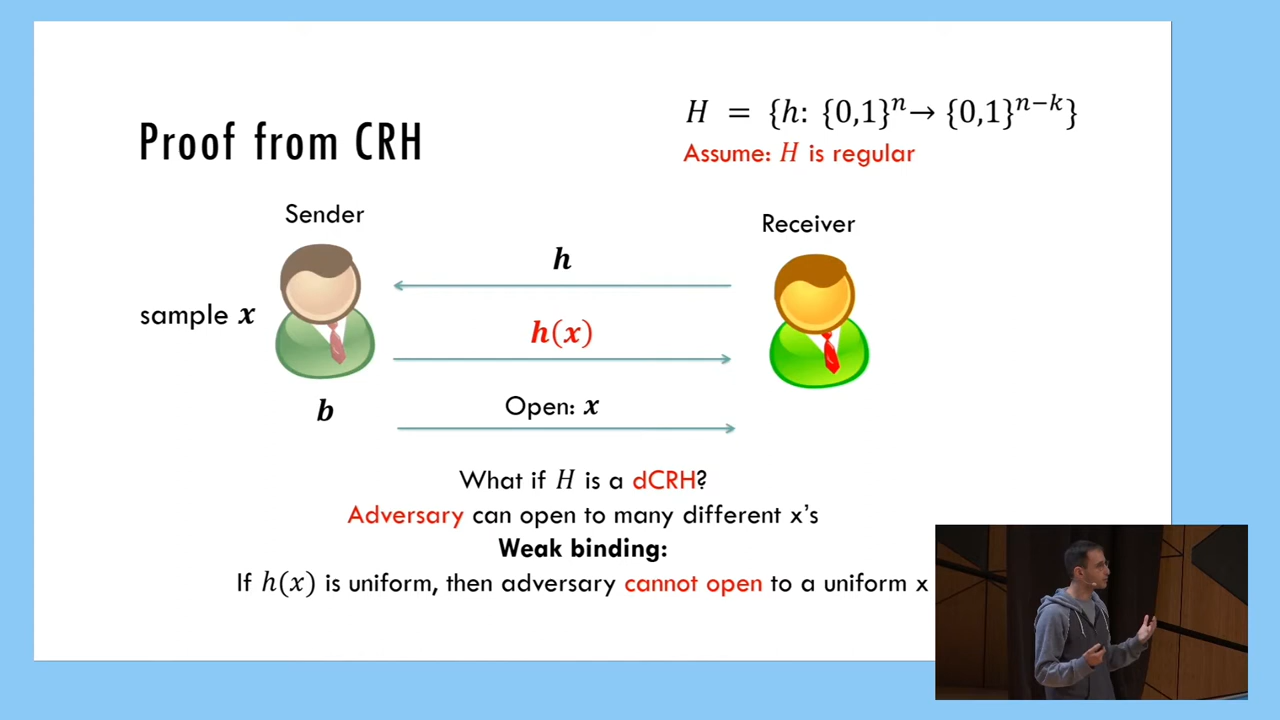 H = {h: {0,1}ⁿ → {0,1}ⁿ⁻ᵏ}
Proof from CRH
Assume: H is regular
Sender
Receiver
h
sample x
h(x)
b
Open: x
What if H is a dCRH?
Adversary can open to many different x's
Weak binding:
If h(x) is uniform, then adversary cannot open to a uniform x